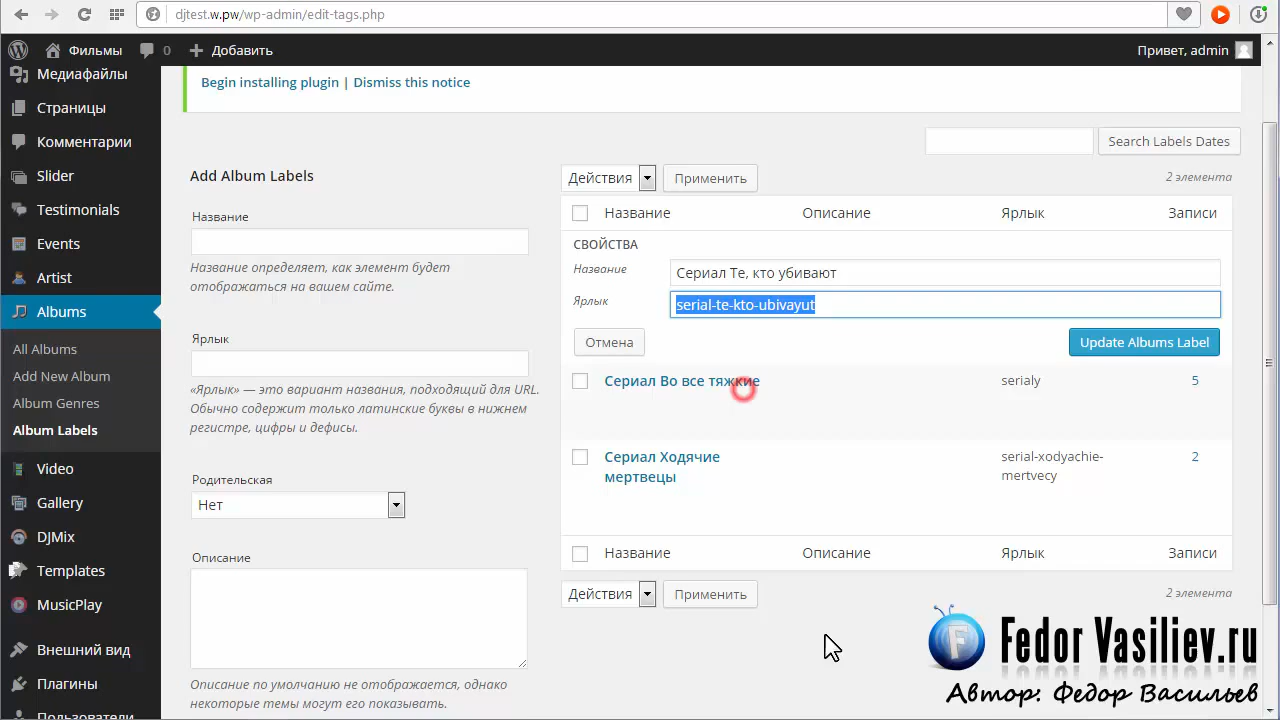 djtest.w.pw/wp-admin/edit-tags.php
Фильмы
0
Добавить
Привет, admin
Медиафайлы
Страницы
Комментарии
Slider
Testimonials
Events
Artist
Albums
All Albums
Add New Album
Album Genres
Album Labels
Video
Gallery
DJMix
Templates
MusicPlay
Внешний вид
Плагины
Пользователи
Begin installing plugin | Dismiss this notice
Search Labels Dates
Add Album Labels
Название
Название определяет, как элемент будет
отображаться на вашем сайте.
Ярлык
«Ярлык» — это вариант названия, подходящий для URL.
Обычно содержит только латинские буквы в нижнем
регистре, цифры и дефисы.
Родительская
Нет
Описание
Описание по умолчанию не отображается, однако
некоторые темы могут его показывать.
Действия
Применить
2 элемента
Название Описание Ярлык Записи
СВОЙСТВА
Название
Сериал Те, кто убивают
Ярлык
serial-te-kto-ubivayut
Отмена
Update Albums Label
Сериал Во все тяжкие serialy 5
Сериал Ходячие serial-xodyachie- 2
мертвецы mertvecy
Название Описание Ярлык Записи
Действия
Применить
2 элемента
F
Fedor Vasiliev.ru
Автор: Федор Васильев